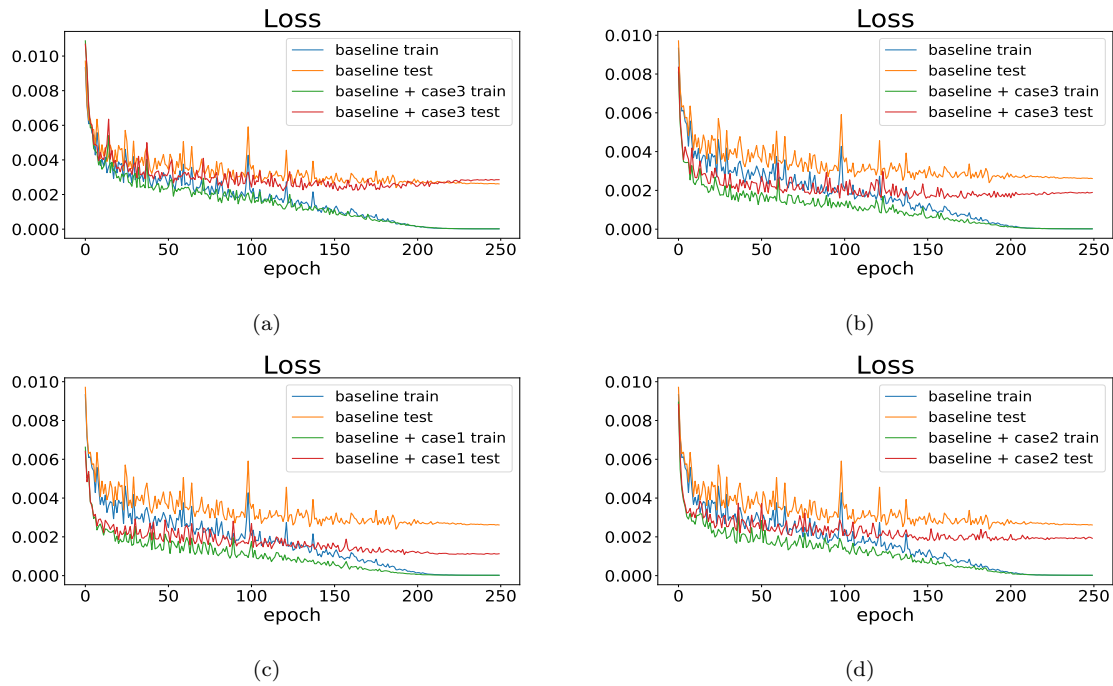 Loss
0.010
0.008
0.006
0.004
0.002
0.000
baseline train
baseline test
baseline + case3 train
baseline + case3 test
0 50 100 150 200 250
epoch
(a)
Loss
0.010
0.008
0.006
0.004
0.002
0.000
baseline train
baseline test
baseline + case3 train
baseline + case3 test
0 50 100 150 200 250
epoch
(b)
Loss
0.010
0.008
0.006
0.004
0.002
0.000
baseline train
baseline test
baseline + case1 train
baseline + case1 test
0 50 100 150 200 250
epoch
(c)
Loss
0.010
0.008
0.006
0.004
0.002
0.000
baseline train
baseline test
baseline + case2 train
baseline + case2 test
0 50 100 150 200 250
epoch
(d)